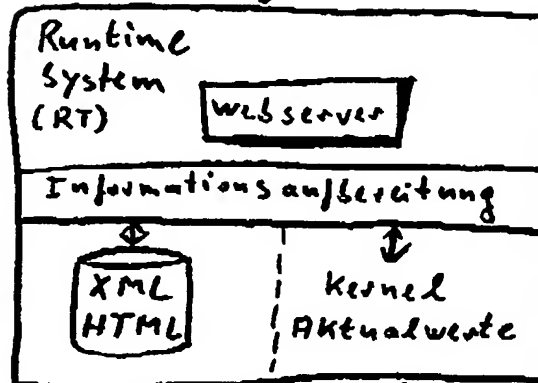 Runtime
System
(RT)
Webserver
Informationsaufbereitung
XML
HTML
Kernel
Aktualwerte